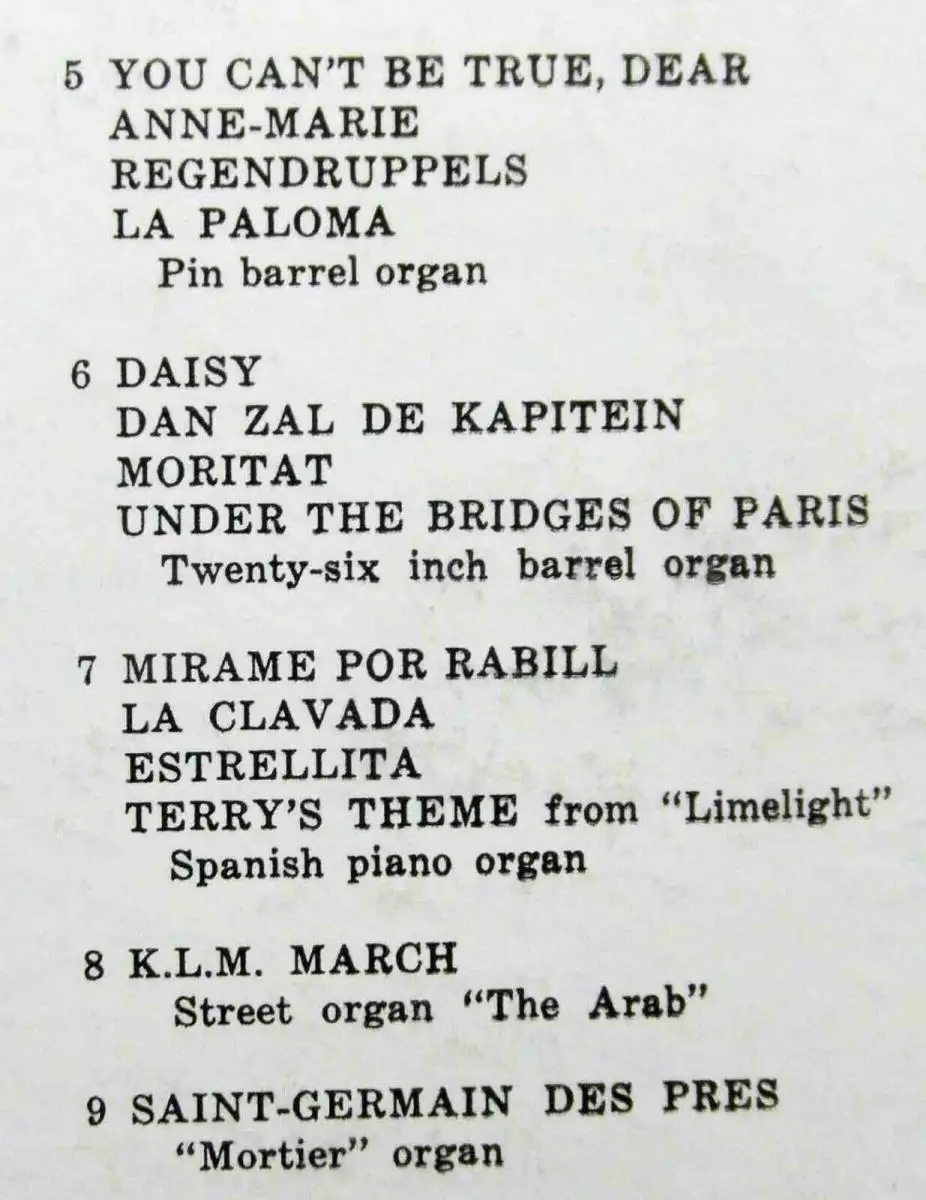 5 YOU CAN'T BE TRUE, DEAR
ANNE-MARIE
REGENDRUPPELS
LA PALOMA
Pin barrel organ
6 DAISY
DAN ZAL DE KAPITEIN
MORITAT
UNDER THE BRIDGES OF PARIS
Twenty-six inch barrel organ
7 MIRAME POR RABILL
LA CLAVADA
ESTRELLITA
TERRY'S THEME from “Limelight”
Spanish piano organ
8 K.L.M. MARCH
Street organ “The Arab”
9 SAINT-GERMAIN DES PRES
“Mortier” organ